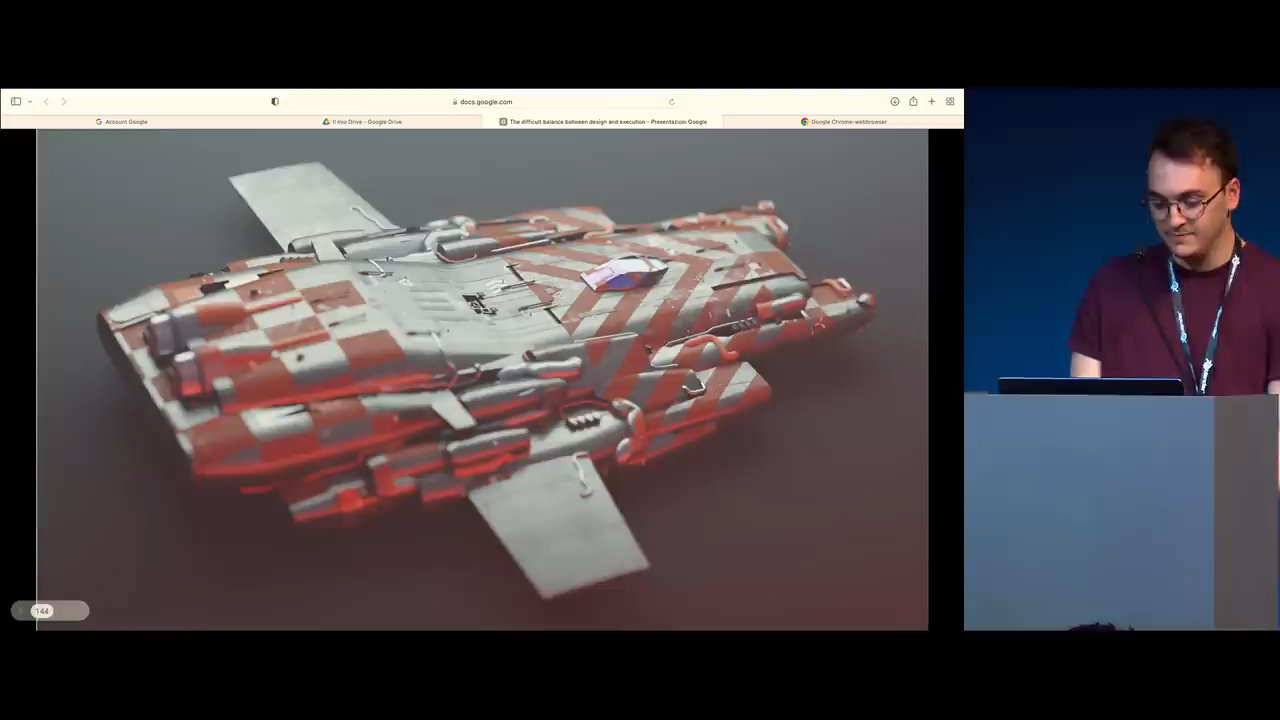 docs.google.com
Account Google
Il mio Drive - Google Drive
The difficult balance between design and execution - Presentazioni Google
Google Chrome-webbrowser
144